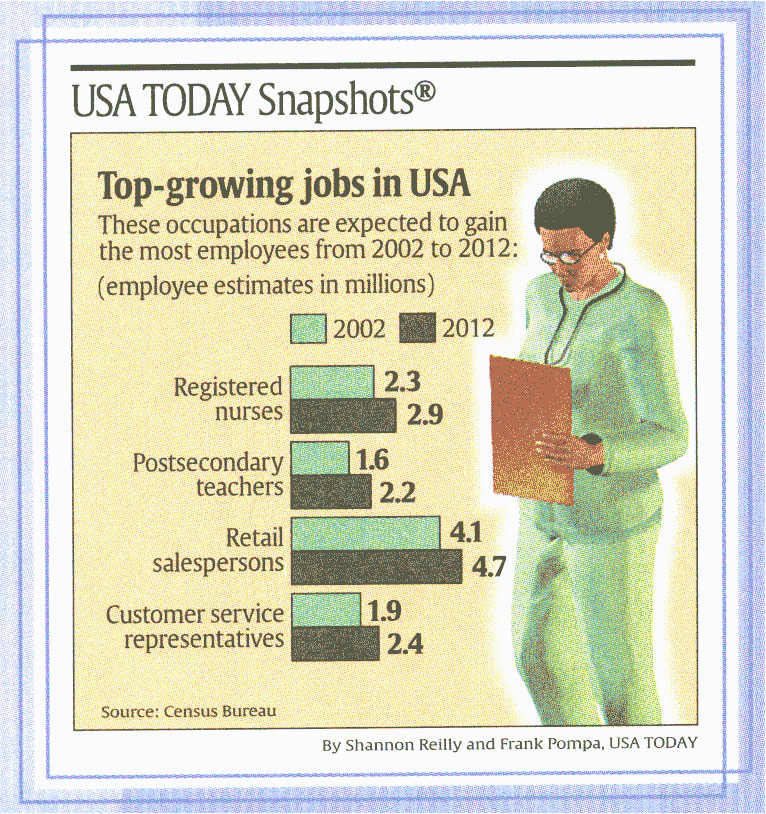 USA TODAY Snapshots®
Top-growing jobs in USA
These occupations are expected to gain
the most employees from 2002 to 2012:
(employee estimates in millions)
2002 2012
Registered
nurses
2.3
2.9
Postsecondary
teachers
1.6
2.2
Retail
salespersons
4.1
4.7
Customer service
representatives
1.9
2.4
Source: Census Bureau
By Shannon Reilly and Frank Pompa, USA TODAY